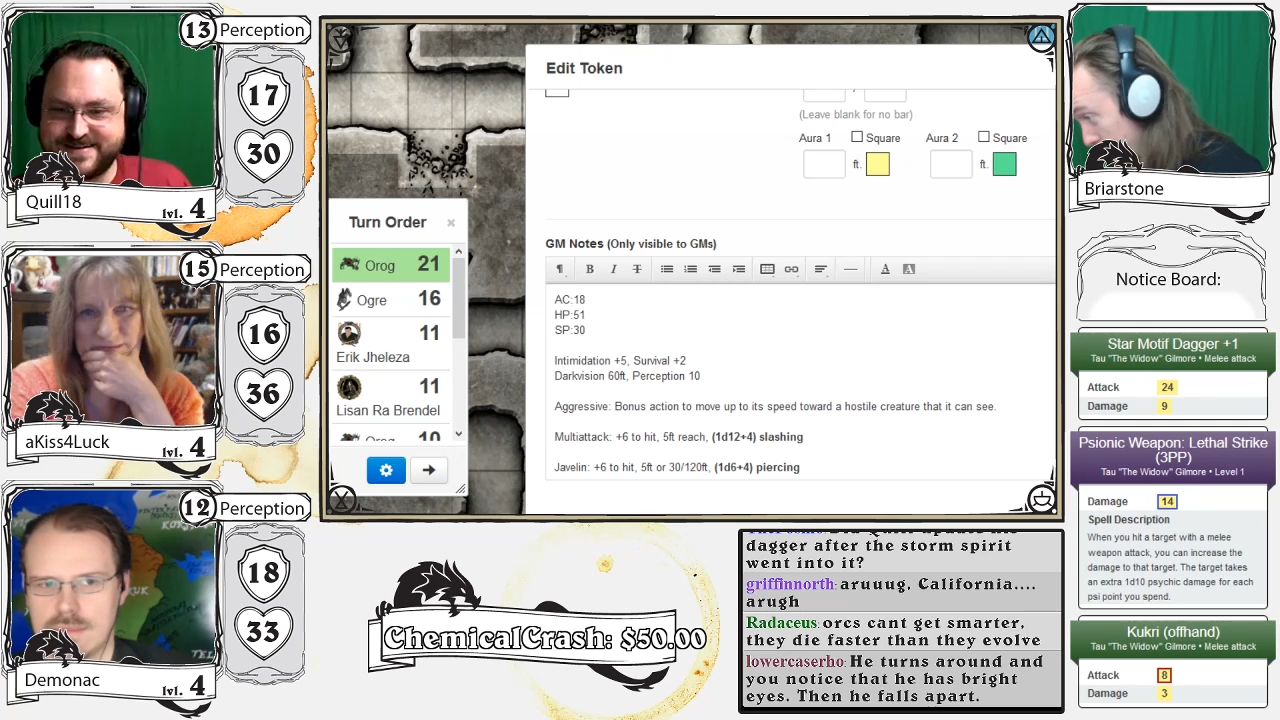 13 Perception
17
30
Quill18
lvl. 4
15 Perception
16
36
aKiss4Luck
lvl. 4
12 Perception
18
33
Demonac
lvl. 4
Edit Token
(Leave blank for no bar)
Aura 1 Square Aura 2 Square
ft. ft.
GM Notes (Only visible to GMs)
AC:18
HP:51
SP:30
Intimidation +5, Survival +2
Darkvision 60ft, Perception 10
Aggressive: Bonus action to move up to its speed toward a hostile creature that it can see.
Multiattack: +6 to hit, 5ft reach, (1d12+4) slashing
Javelin: +6 to hit, 5ft or 30/120ft, (1d6+4) piercing
Turn Order ×
Orog 21
Ogre 16
11
Erik Jheleza
11
Lisan Ra Brendel
Orog 10
ChemicalCrash: $50.00
dagger after the storm spirit
went into it?
griffinnorth: aruuug, California....
arugh
Radaceus: orcs cant get smarter,
they die faster than they evolve
lowercaserho: He turns around and
you notice that he has bright
eyes. Then he falls apart.
Briarstone
Notice Board:
Star Motif Dagger +1
Tau "The Widow" Gilmore • Melee attack
Attack 24
Damage 9
Psionic Weapon: Lethal Strike
(3PP)
Tau "The Widow" Gilmore • Level 1
Damage 14
Spell Description
When you hit a target with a melee
weapon attack, you can increase the
damage to that target. The target takes
an extra 1d10 psychic damage for each
psi point you spend.
Kukri (offhand)
Tau "The Widow" Gilmore • Melee attack
Attack 8
Damage 3